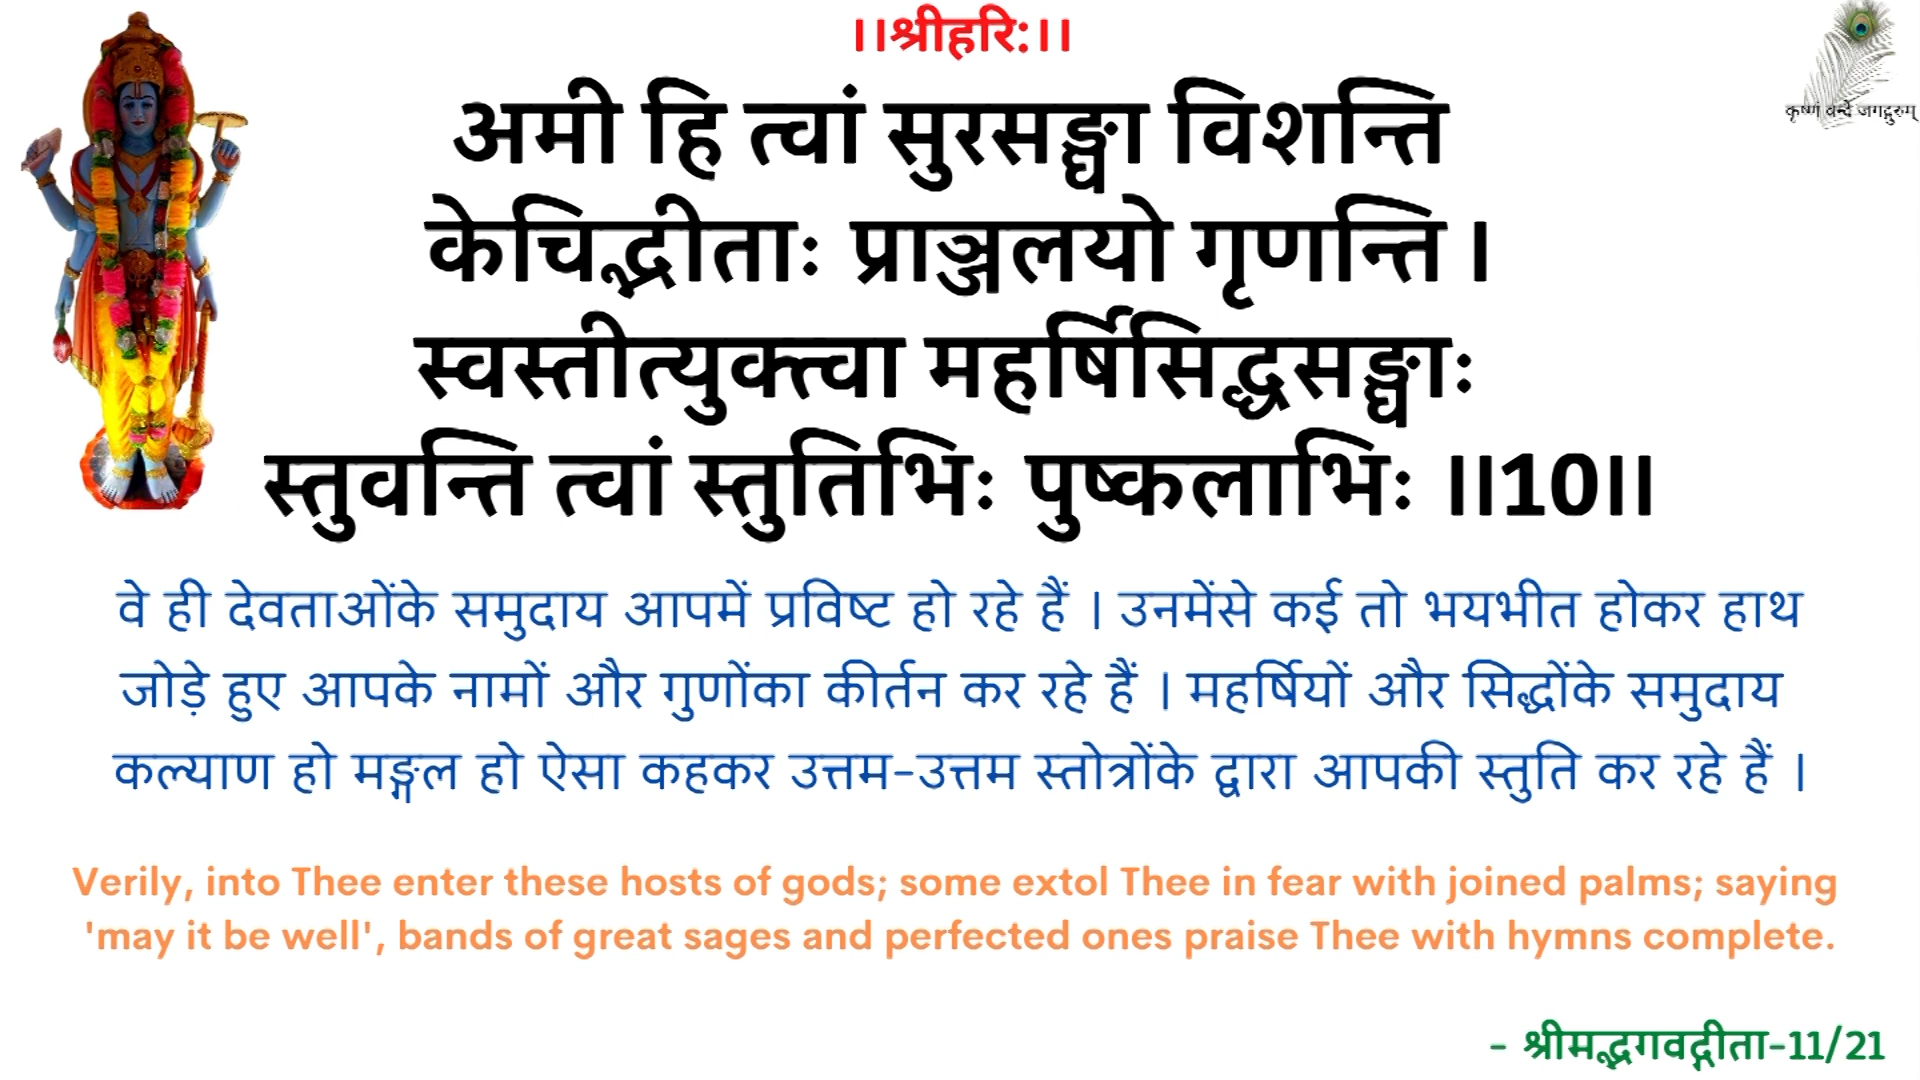 ।।श्रीहरि:।।
कृष्णं वन्दे जगद्गुरुम्
अमी हि त्वां सुरसङ्घा विशन्ति
केचिद्भीताः प्राञ्जलयो गृणन्ति ।
स्वस्तीत्युक्त्वा महर्षिसिद्धसङ्घाः
स्तुवन्ति त्वां स्तुतिभिः पुष्कलाभिः ।।10।।
वे ही देवताओंके समुदाय आपमें प्रविष्ट हो रहे हैं । उनमेंसे कई तो भयभीत होकर हाथ
जोड़े हुए आपके नामों और गुणोंका कीर्तन कर रहे हैं । महर्षियों और सिद्धोंके समुदाय
कल्याण हो मङ्गल हो ऐसा कहकर उत्तम-उत्तम स्तोत्रोंके द्वारा आपकी स्तुति कर रहे हैं ।
Verily, into Thee enter these hosts of gods; some extol Thee in fear with joined palms; saying
'may it be well', bands of great sages and perfected ones praise Thee with hymns complete.
- श्रीमद्भगवद्गीता-11/21